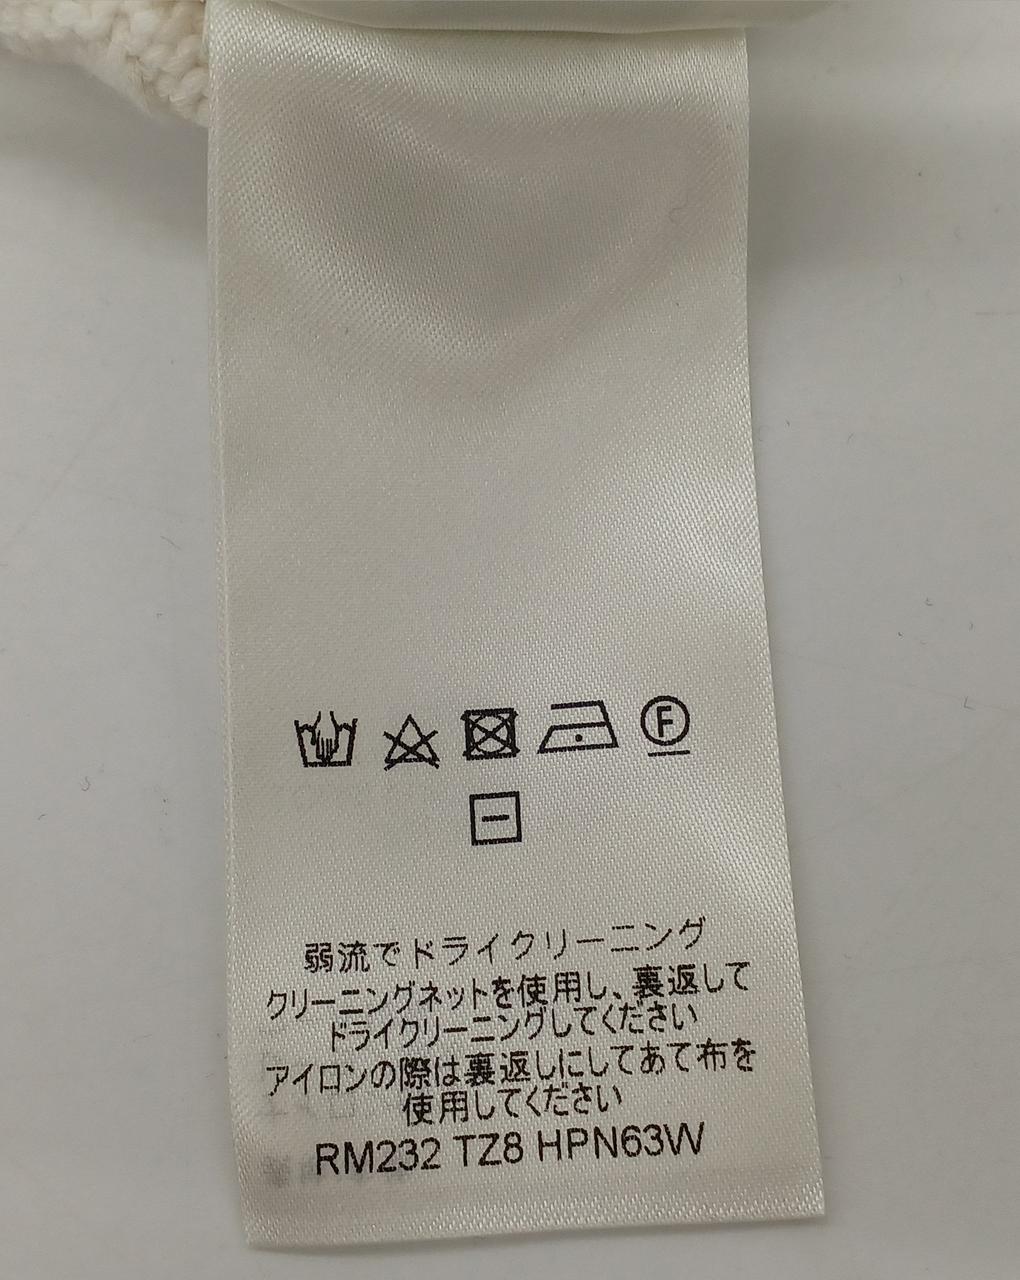 F
弱流でドライクリーニング
クリーニングネットを使用し、裏返して
ドライクリーニングしてください
アイロンの際は裏返しにしてあて布を
使用してください
RM232 TZ8 HPN63W